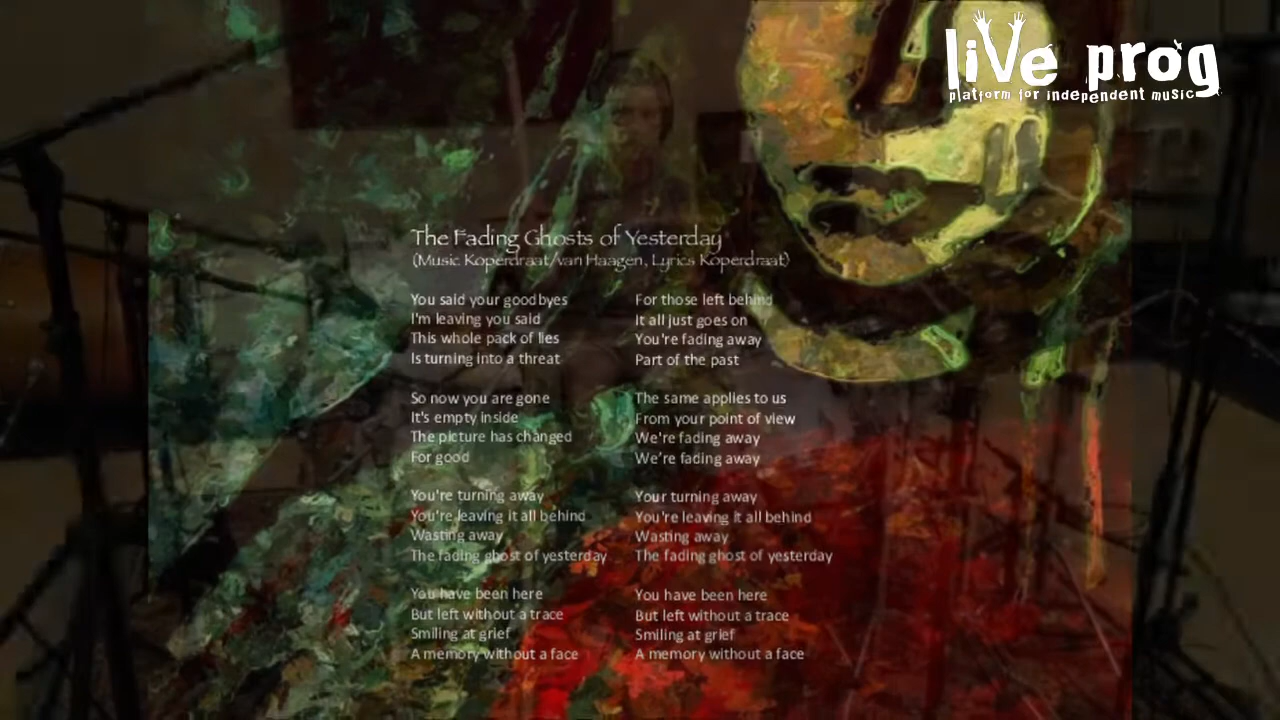 live prog
platform for independent music
The Fading Ghosts of Yesterday
(Music Koperdraat/van Haagen, Lyrics Koperdraat)
You said your goodbyes
I'm leaving you said
This whole pack of lies
Is turning into a threat
So now you are gone
It's empty inside
The picture has changed
For good
You're turning away
You're leaving it all behind
Wasting away
The fading ghost of yesterday
You have been here
But left without a trace
Smiling at grief
A memory without a face
For those left behind
It all just goes on
You're fading away
Part of the past
The same applies to us
From your point of view
We're fading away
We're fading away
Your turning away
You're leaving it all behind
Wasting away
The fading ghost of yesterday
You have been here
But left without a trace
Smiling at grief
A memory without a face